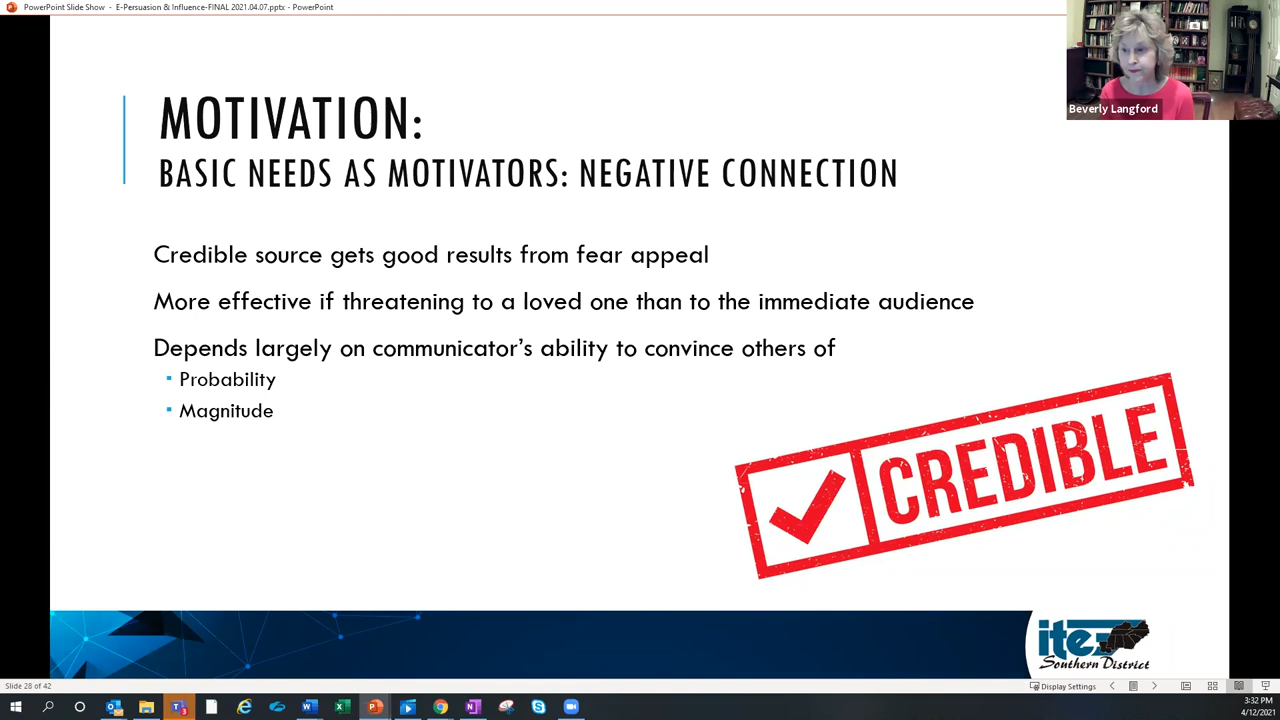 PowerPoint Slide Show - E-Persuasion & Influence-FINAL 2021.04.07.pptx - PowerPoint
Beverly Langford
MOTIVATION:
BASIC NEEDS AS MOTIVATORS: NEGATIVE CONNECTION
Credible source gets good results from fear appeal
More effective if threatening to a loved one than to the immediate audience
Depends largely on communicator's ability to convince others of
▪ Probability
▪ Magnitude
CREDIBLE
ite
Southern District
Slide 28 of 42
Display Settings
3:32 PM
4/12/2021